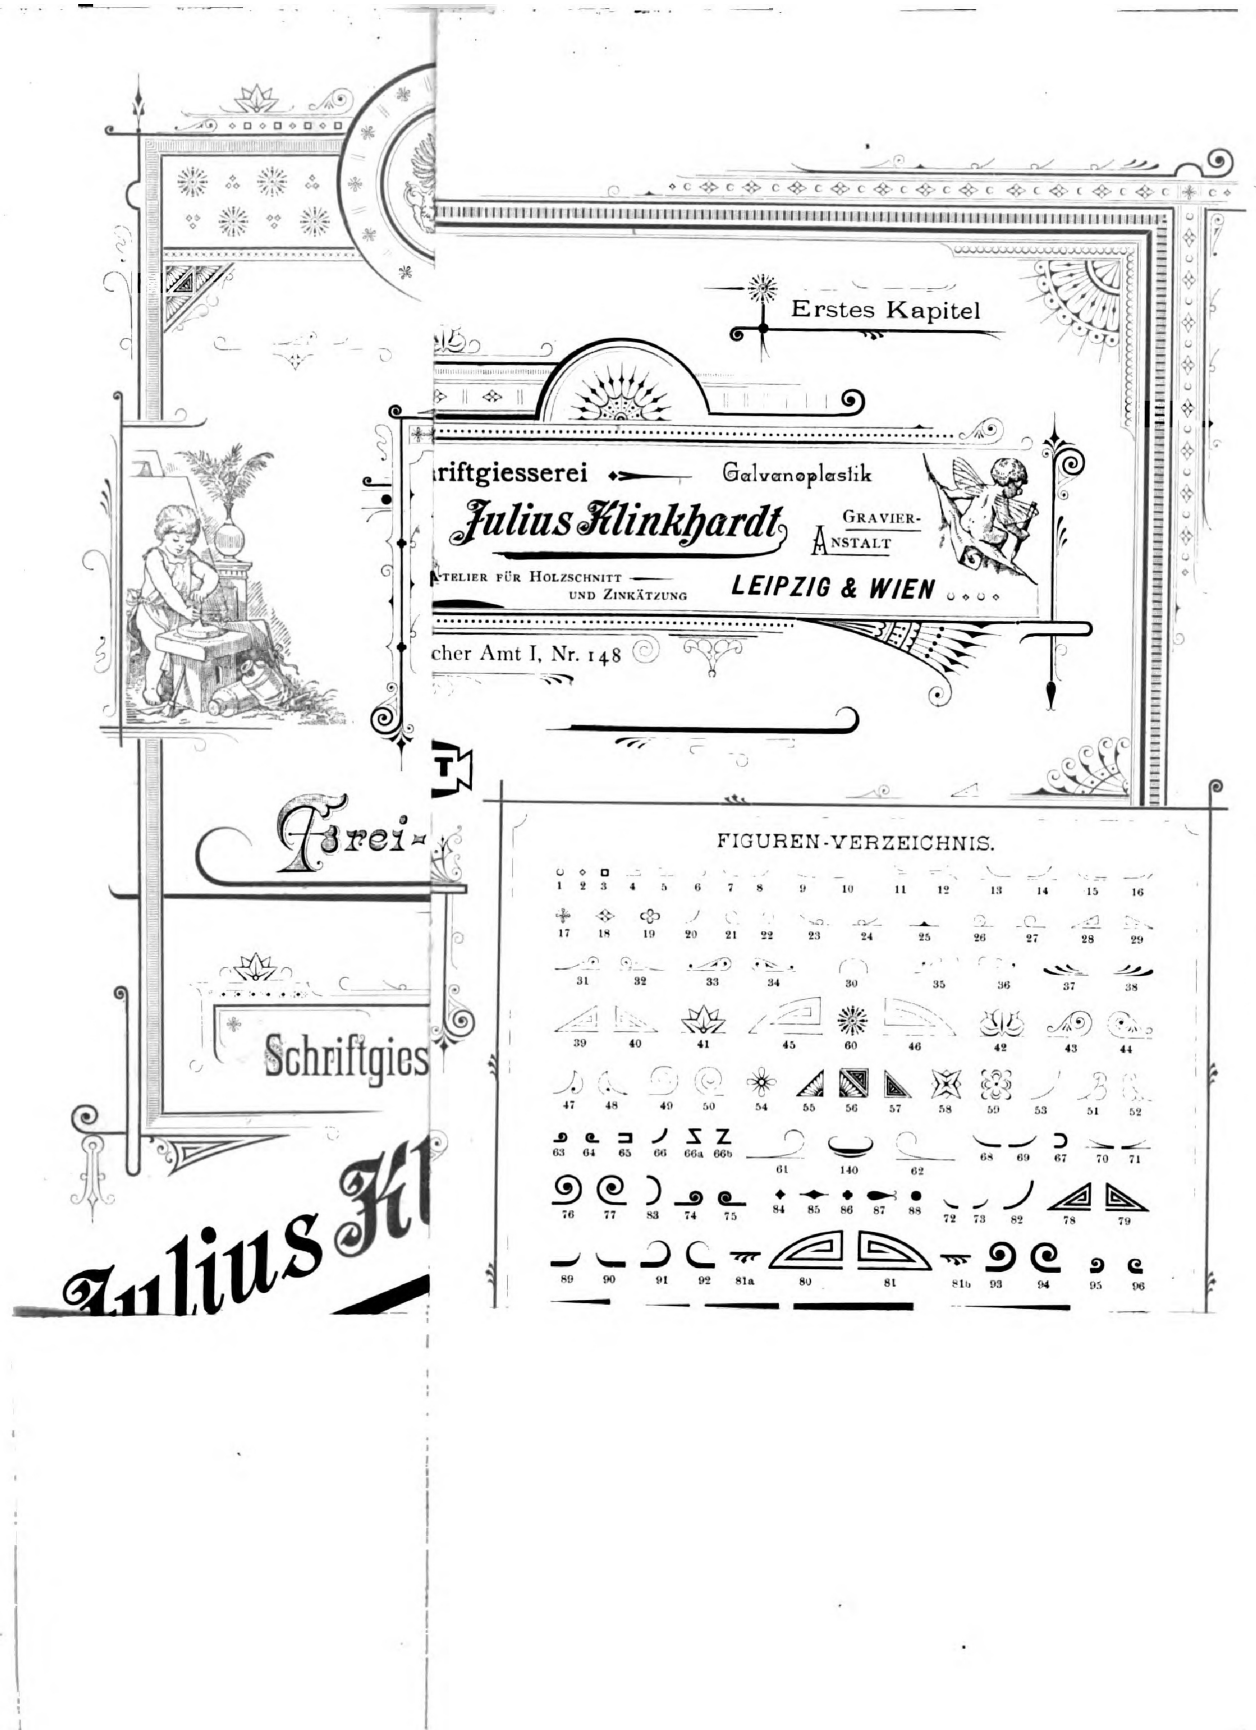 Erstes Kapitel
riftgiesserei Galvanoplastik
Julius Klinkhardt
GRAVIER-
ANSTALT
ATELIER FÜR HOLZSCHNITT
UND ZINKÄTZUNG
LEIPZIG & WIEN
cher Amt I, Nr. 148
T
Frei-
Schriftgies
Julius Kl
FIGUREN-VERZEICHNIS.
1 2 3 4 5 6 7 8 9 10 11 12 13 14 15 16
17 18 19 20 21 22 23 24 25 26 27 28 29
31 32 33 34 30 35 36 37 38
39 40 41 45 60 46 42 43 44
47 48 49 50 54 55 56 57 58 59 53 51 52
63 64 65 66 66a 66b 61 140 62 68 69 67 70 71
76 77 83 74 75 84 85 86 87 88 72 73 82 78 79
89 90 91 92 81a 80 81 81b 93 94 95 96